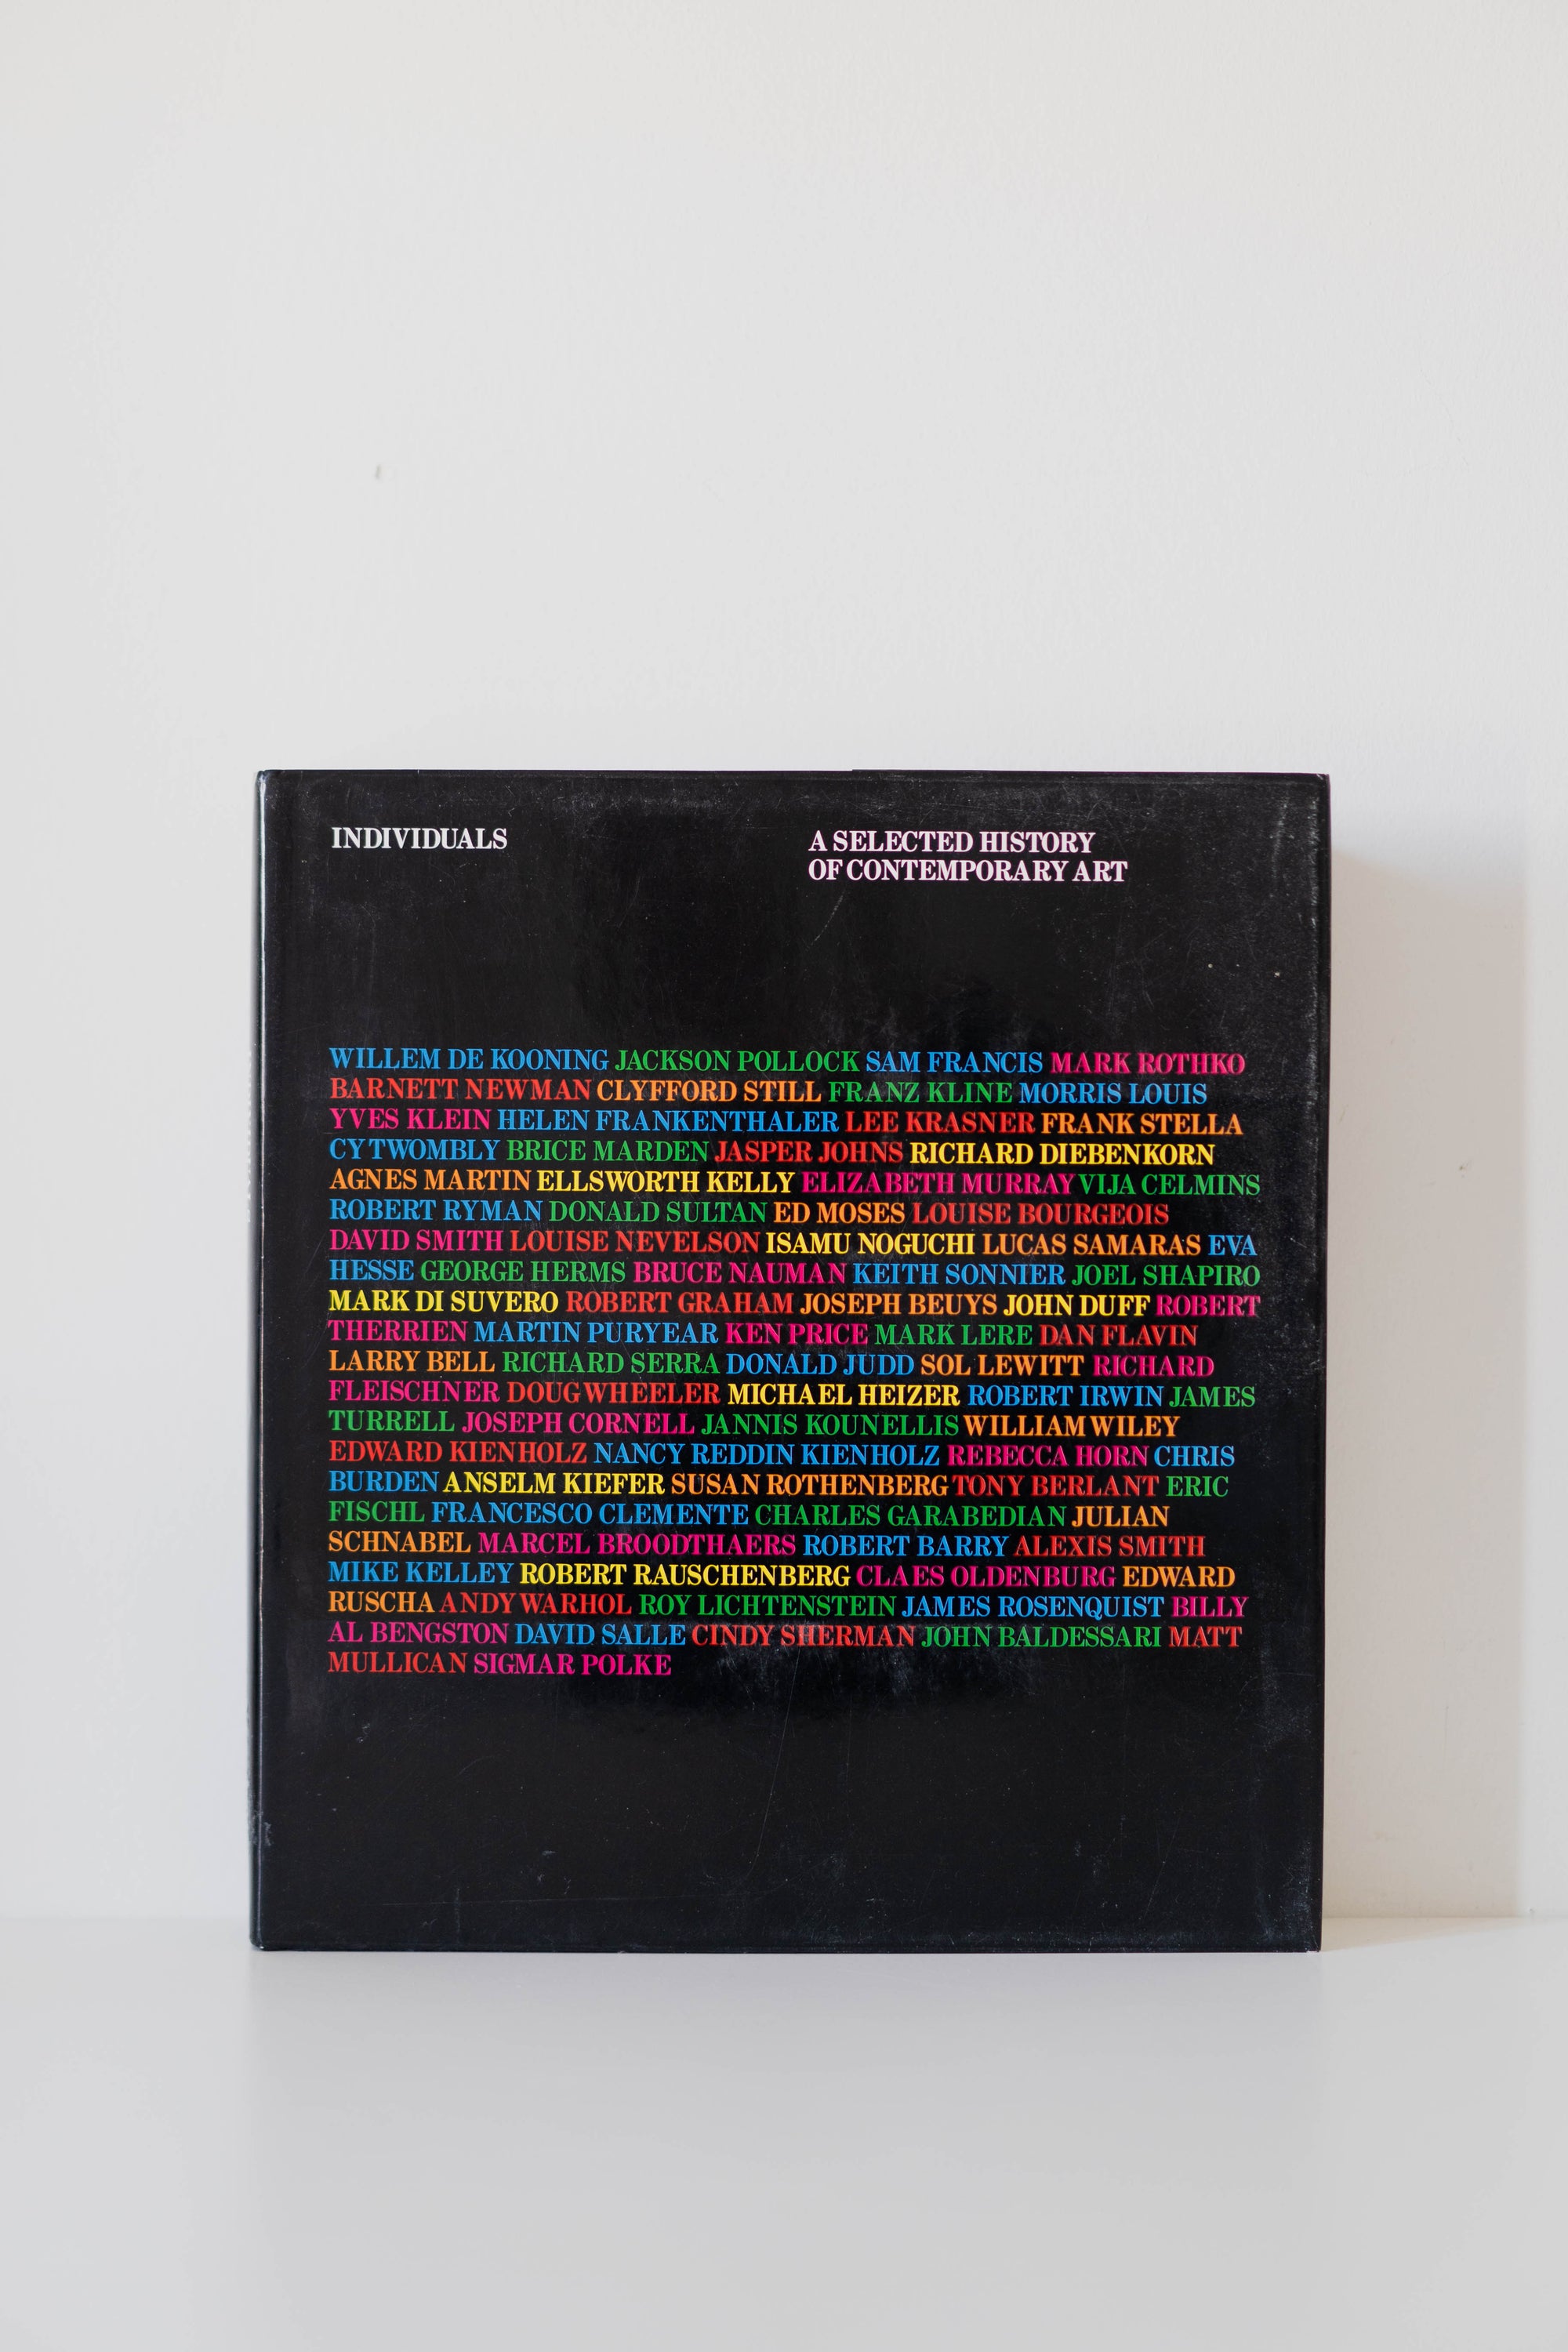 INDIVIDUALS
A SELECTED HISTORY
OF CONTEMPORARY ART
WILLEM DE KOONING JACKSON POLLOCK SAM FRANCIS MARK ROTHKO
BARNETT NEWMAN CLYFFORD STILL FRANZ KLINE MORRIS LOUIS
YVES KLEIN HELEN FRANKENTHALER LEE KRASNER FRANK STELLA
CY TWOMBLY BRICE MARDEN JASPER JOHNS RICHARD DIEBENKORN
AGNES MARTIN ELLSWORTH KELLY ELIZABETH MURRAY VIJA CELMINS
ROBERT RYMAN DONALD SULTAN ED MOSES LOUISE BOURGEOIS
DAVID SMITH LOUISE NEVELSON ISAMU NOGUCHI LUCAS SAMARAS EVA
HESSE GEORGE HERMS BRUCE NAUMAN KEITH SONNIER JOEL SHAPIRO
MARK DI SUVERO ROBERT GRAHAM JOSEPH BEUYS JOHN DUFF ROBERT
THERRIEN MARTIN PURYEAR KEN PRICE MARK LERE DAN FLAVIN
LARRY BELL RICHARD SERRA DONALD JUDD SOL LEWITT RICHARD
FLEISCHNER DOUG WHEELER MICHAEL HEIZER ROBERT IRWIN JAMES
TURRELL JOSEPH CORNELL JANNIS KOUNELLIS WILLIAM WILEY
EDWARD KIENHOLZ NANCY REDDIN KIENHOLZ REBECCA HORN CHRIS
BURDEN ANSELM KIEFER SUSAN ROTHENBERG TONY BERLANT ERIC
FISCHL FRANCESCO CLEMENTE CHARLES GARABEDIAN JULIAN
SCHNABEL MARCEL BROODTHAERS ROBERT BARRY ALEXIS SMITH
MIKE KELLEY ROBERT RAUSCHENBERG CLAES OLDENBURG EDWARD
RUSCHA ANDY WARHOL ROY LICHTENSTEIN JAMES ROSENQUIST BILLY
AL BENGSTON DAVID SALLE CINDY SHERMAN JOHN BALDESSARI MATT
MULLICAN SIGMAR POLKE